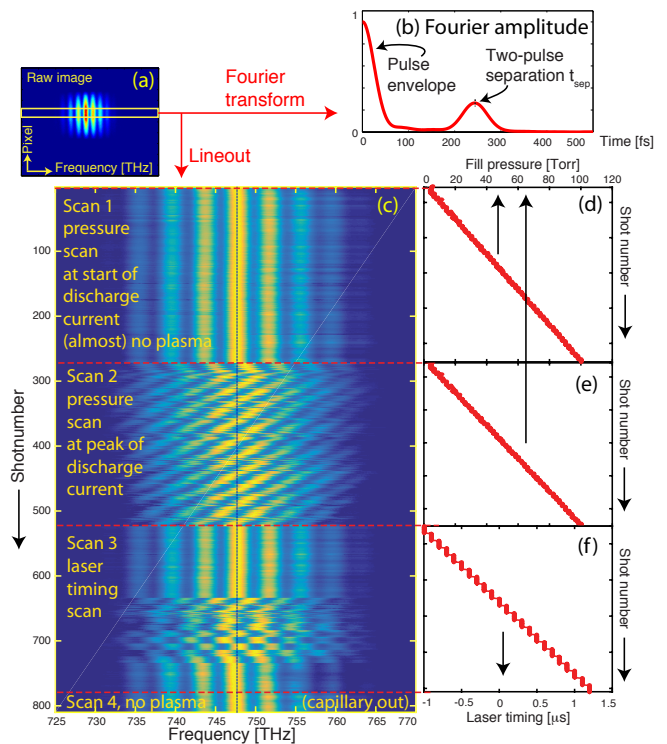 (b) Fourier amplitude
Pulse
envelope
Two-pulse
separation t_sep
1
0.5
0
0
100
200
300
400
500
Time [fs]
Raw image
(a)
Pixel
Frequency [THz]
Fourier
transform
Lineout
Fill pressure [Torr]
0
20
40
60
80
100
120
Scan 1
pressure
scan
at start of
discharge
current
(almost) no plasma
(c)
(d)
Shot number
Scan 2
pressure
scan
at peak of
discharge
current
(e)
Shot number
Scan 3
laser
timing
scan
(f)
Shot number
Scan 4, no plasma
(capillary out)
Shotnumber
100
200
300
400
500
600
700
800
725
730
735
740
745
750
755
760
765
770
Frequency [THz]
-1
-0.5
0
0.5
1
1.5
Laser timing [μs]